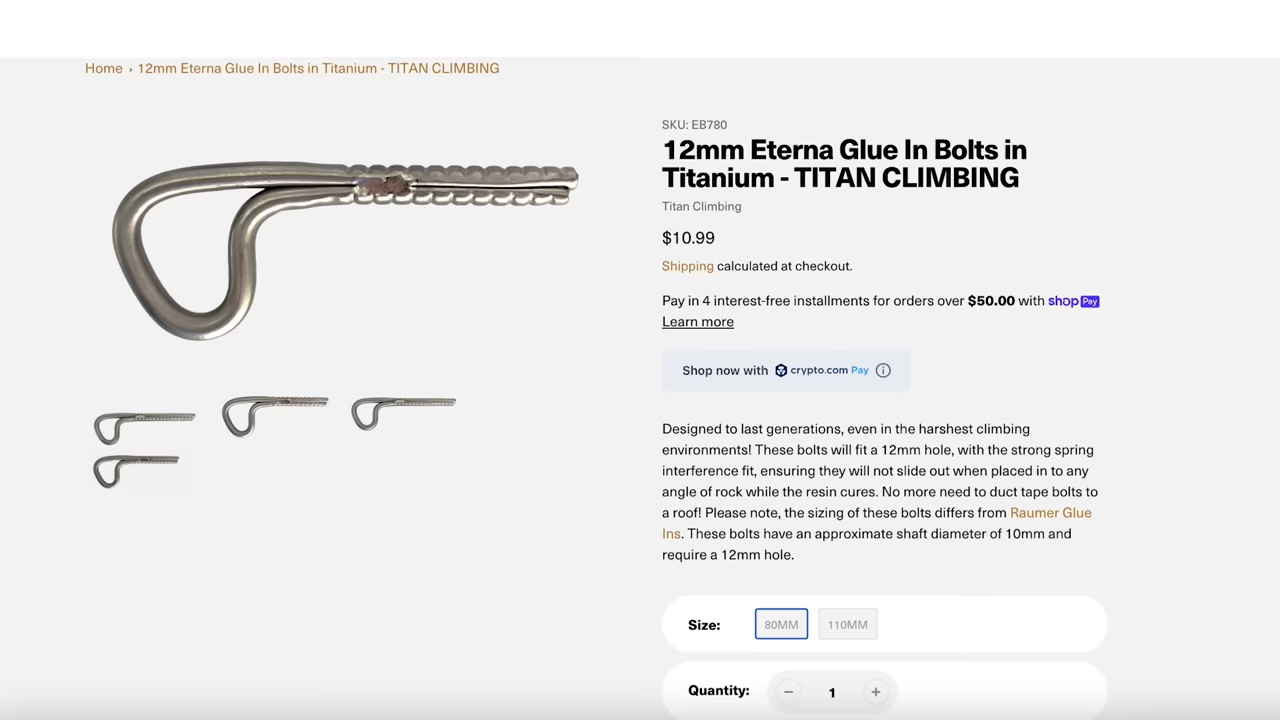 Home › 12mm Eterna Glue In Bolts in Titanium - TITAN CLIMBING
SKU: EB780
12mm Eterna Glue In Bolts in
Titanium - TITAN CLIMBING
Titan Climbing
$10.99
Shipping calculated at checkout.
Pay in 4 interest-free installments for orders over $50.00 with shop Pay
Learn more
Shop now with crypto.com Pay
Designed to last generations, even in the harshest climbing
environments! These bolts will fit a 12mm hole, with the strong spring
interference fit, ensuring they will not slide out when placed in to any
angle of rock while the resin cures. No more need to duct tape bolts to
a roof! Please note, the sizing of these bolts differs from Raumer Glue
Ins. These bolts have an approximate shaft diameter of 10mm and
require a 12mm hole.
Size: 80MM 110MM
Quantity: − 1 +